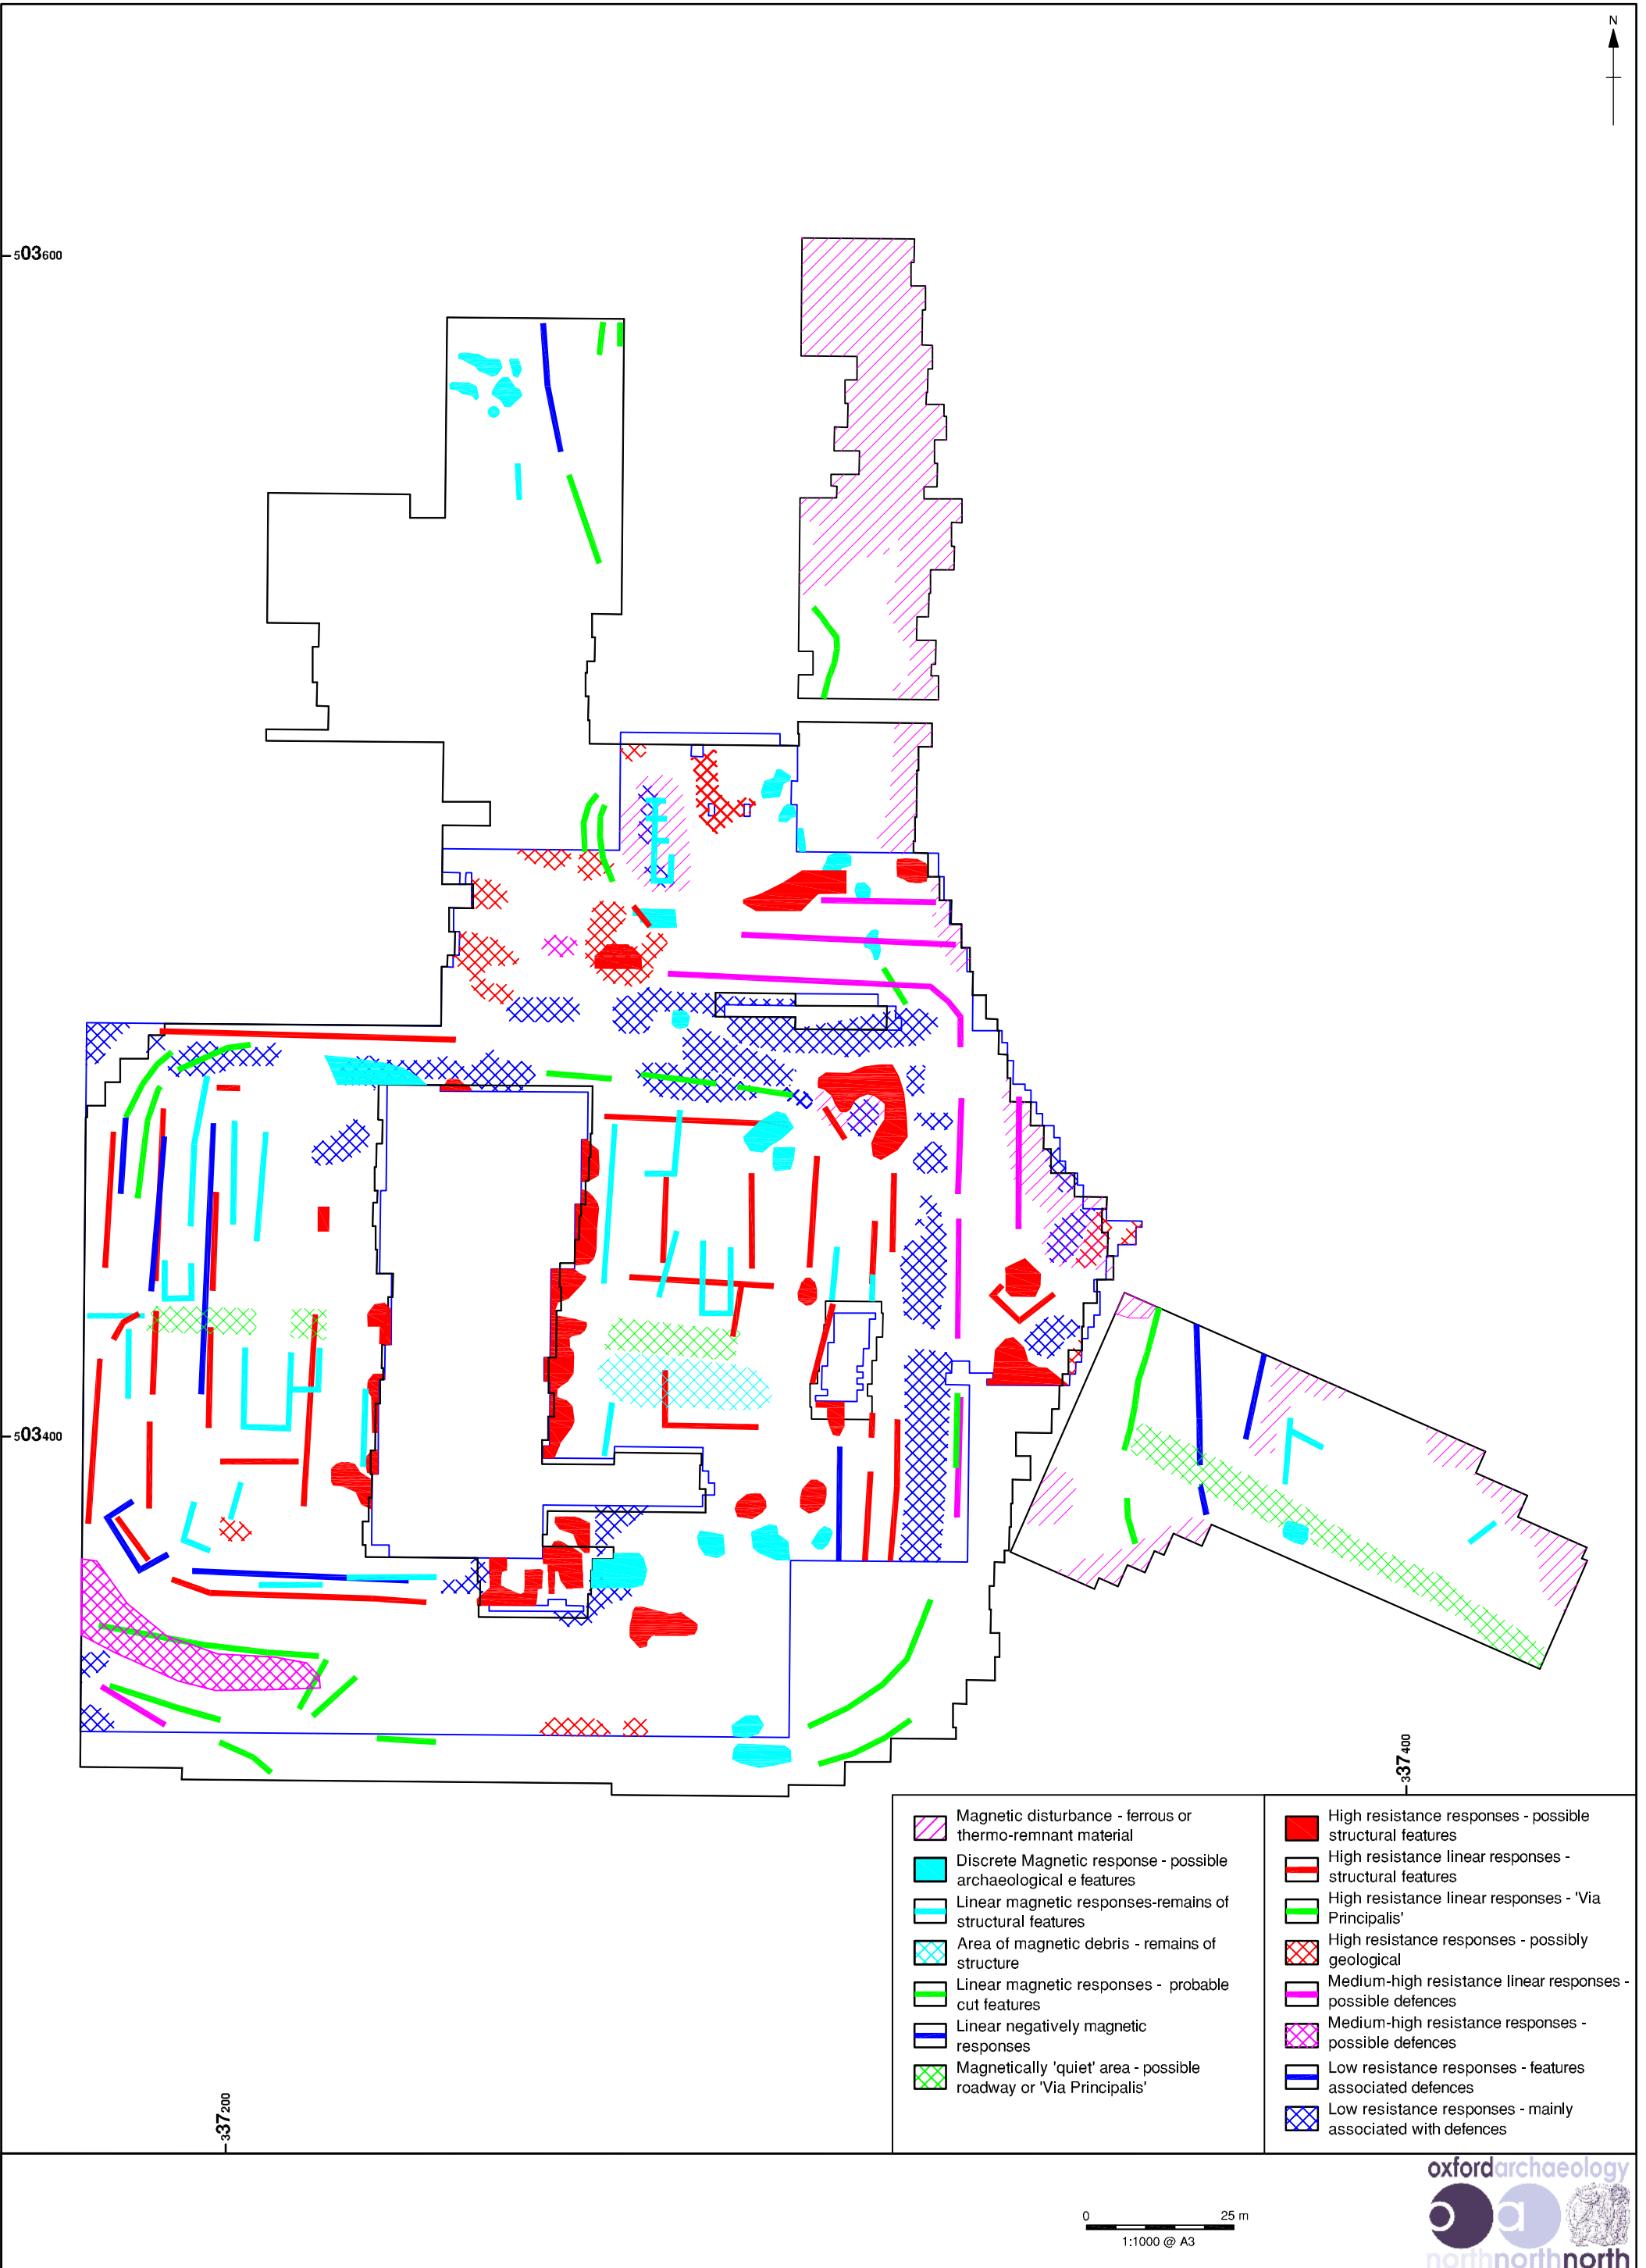 N
503600
503400
337400
Magnetic disturbance - ferrous or
thermo-remnant material
Discrete Magnetic response - possible
archaeological e features
Linear magnetic responses-remains of
structural features
Area of magnetic debris - remains of
structure
Linear magnetic responses - probable
cut features
Linear negatively magnetic
responses
Magnetically 'quiet' area - possible
roadway or 'Via Principalis'
High resistance responses - possible
structural features
High resistance linear responses -
structural features
High resistance linear responses - 'Via
Principalis'
High resistance responses - possibly
geological
Medium-high resistance linear responses -
possible defences
Medium-high resistance responses -
possible defences
Low resistance responses - features
associated defences
Low resistance responses - mainly
associated with defences
337200
oxfordarchaeology
0 25 m
1:1000 @ A3
northnorthnorth